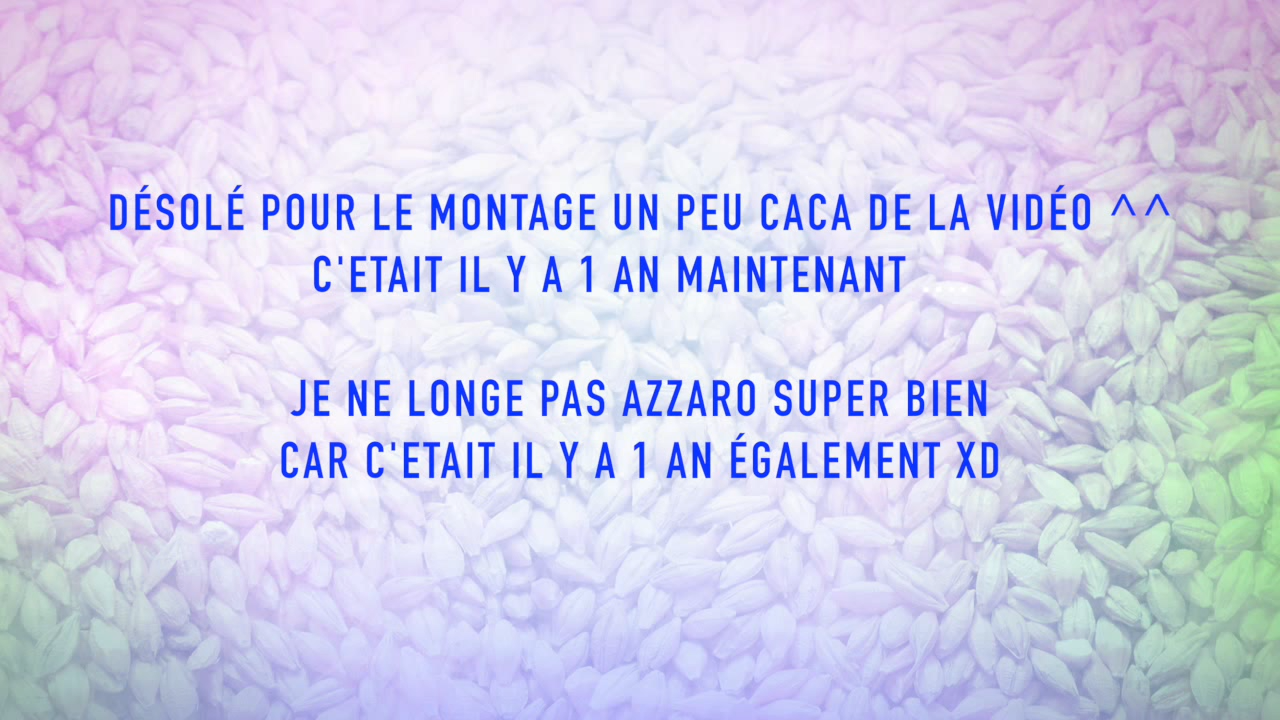 DÉSOLÉ POUR LE MONTAGE UN PEU CACA DE LA VIDÉO ^^
C'ETAIT IL Y A 1 AN MAINTENANT ....
JE NE LONGE PAS AZZARO SUPER BIEN
CAR C'ETAIT IL Y A 1 AN ÉGALEMENT XD